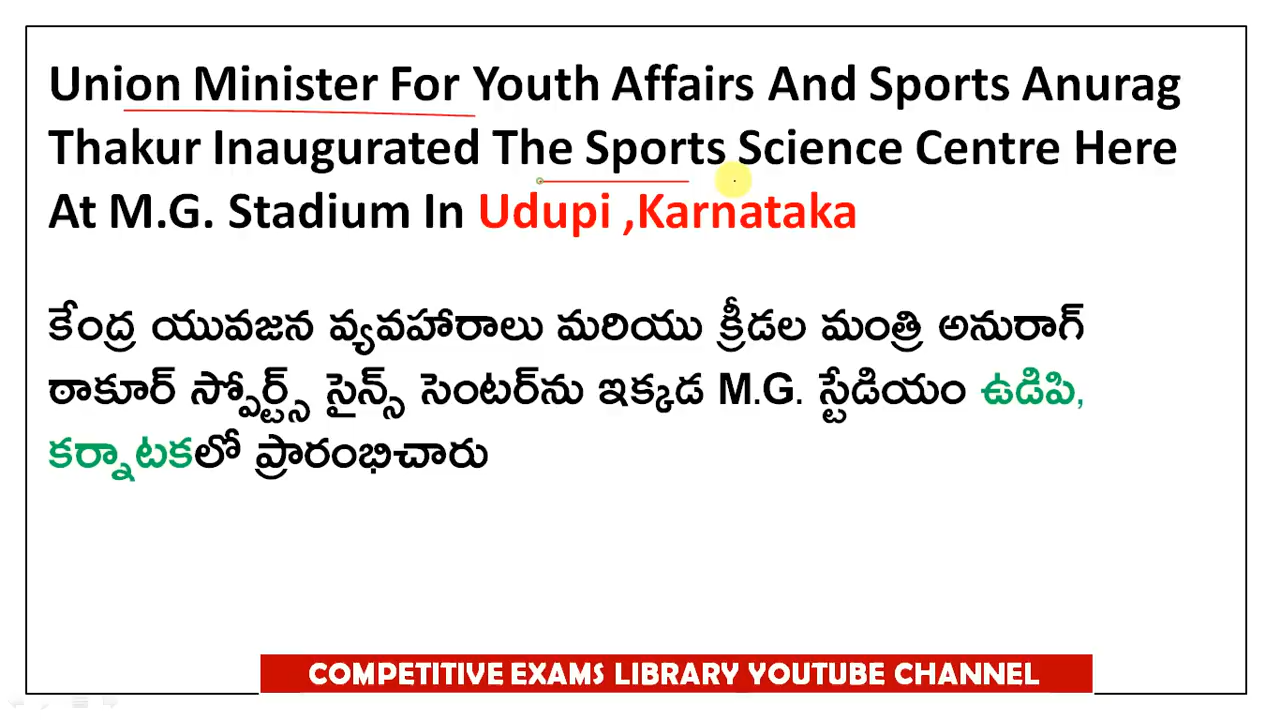 Union Minister For Youth Affairs And Sports Anurag
Thakur Inaugurated The Sports Science Centre Here
At M.G. Stadium In Udupi ,Karnataka
కేంద్ర యువజన వ్యవహారాలు మరియు క్రీడల మంత్రి అనురాగ్
ఠాకూర్ స్పోర్ట్స్ సైన్స్ సెంటర్‌ను ఇక్కడ M.G. స్టేడియం ఉడిపి,
కర్నాటకలో ప్రారంభించారు
COMPETITIVE EXAMS LIBRARY YOUTUBE CHANNEL